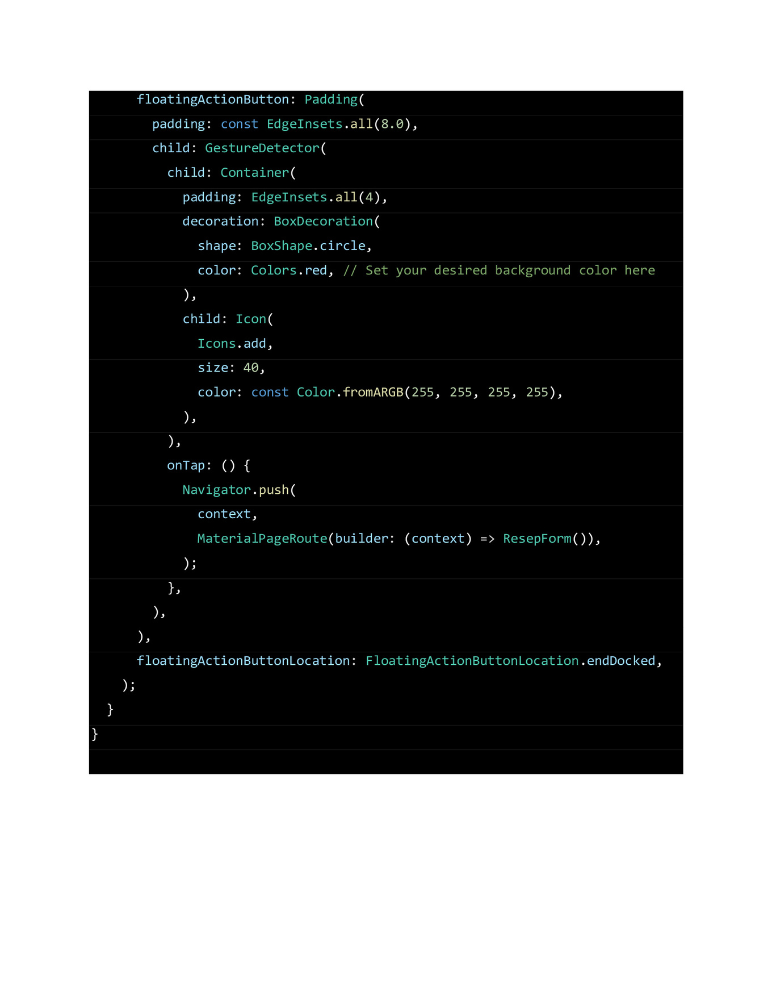 floatingActionButton: Padding(
        padding: const EdgeInsets.all(8.0),
        child: GestureDetector(
          child: Container(
            padding: EdgeInsets.all(4),
            decoration: BoxDecoration(
              shape: BoxShape.circle,
              color: Colors.red, // Set your desired background color here
            ),
            child: Icon(
              Icons.add,
              size: 40,
              color: const Color.fromARGB(255, 255, 255, 255),
            ),
          ),
          onTap: () {
            Navigator.push(
              context,
              MaterialPageRoute(builder: (context) => ResepForm()),
            );
          },
        ),
      ),
      floatingActionButtonLocation: FloatingActionButtonLocation.endDocked,
    );
  }
}